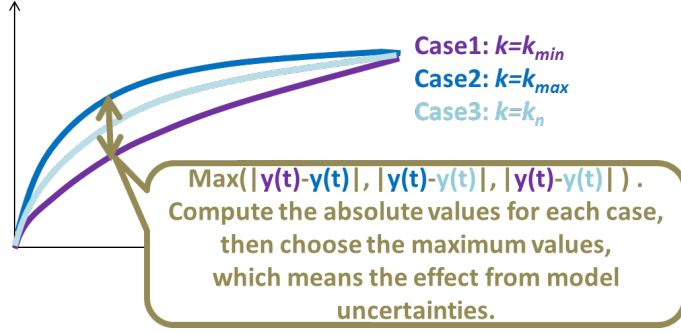 Case1: k=kmin
Case2: k=kmax
Case3: k=kn
Max(|y(t)-y(t)|, |y(t)-y(t)|, |y(t)-y(t)| ) .
Compute the absolute values for each case,
then choose the maximum values,
which means the effect from model
uncertainties.